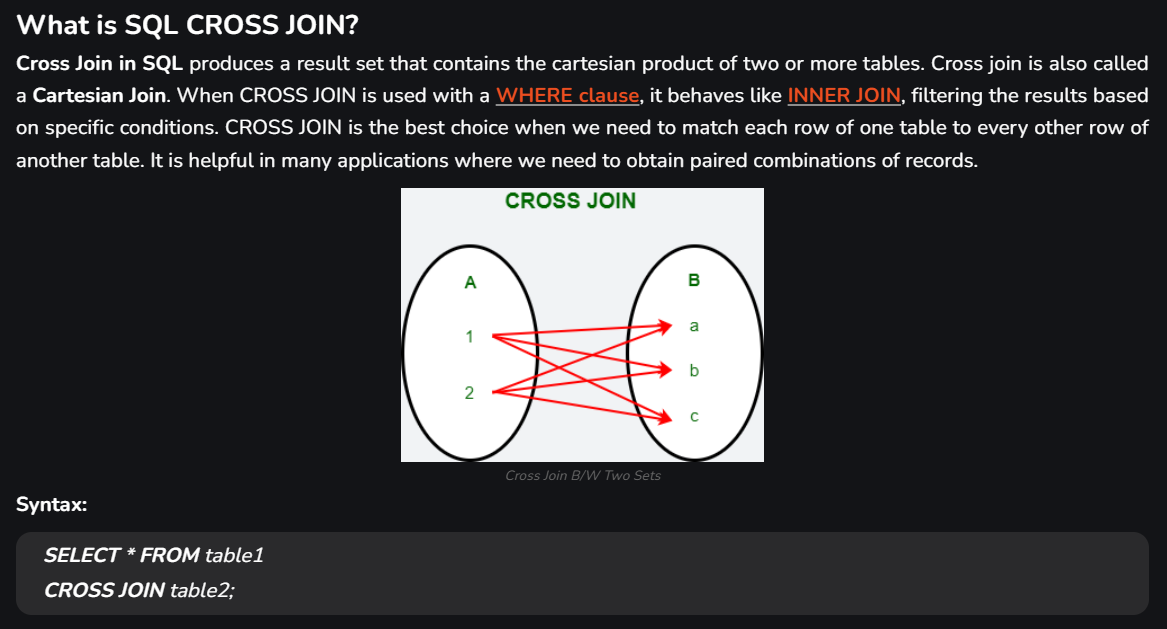 What is SQL CROSS JOIN?
Cross Join in SQL produces a result set that contains the cartesian product of two or more tables. Cross join is also called
a Cartesian Join. When CROSS JOIN is used with a WHERE clause, it behaves like INNER JOIN, filtering the results based
on specific conditions. CROSS JOIN is the best choice when we need to match each row of one table to every other row of
another table. It is helpful in many applications where we need to obtain paired combinations of records.
CROSS JOIN
A B
1 a
b
2 c
Cross Join B/W Two Sets
Syntax:
SELECT * FROM table1
CROSS JOIN table2;